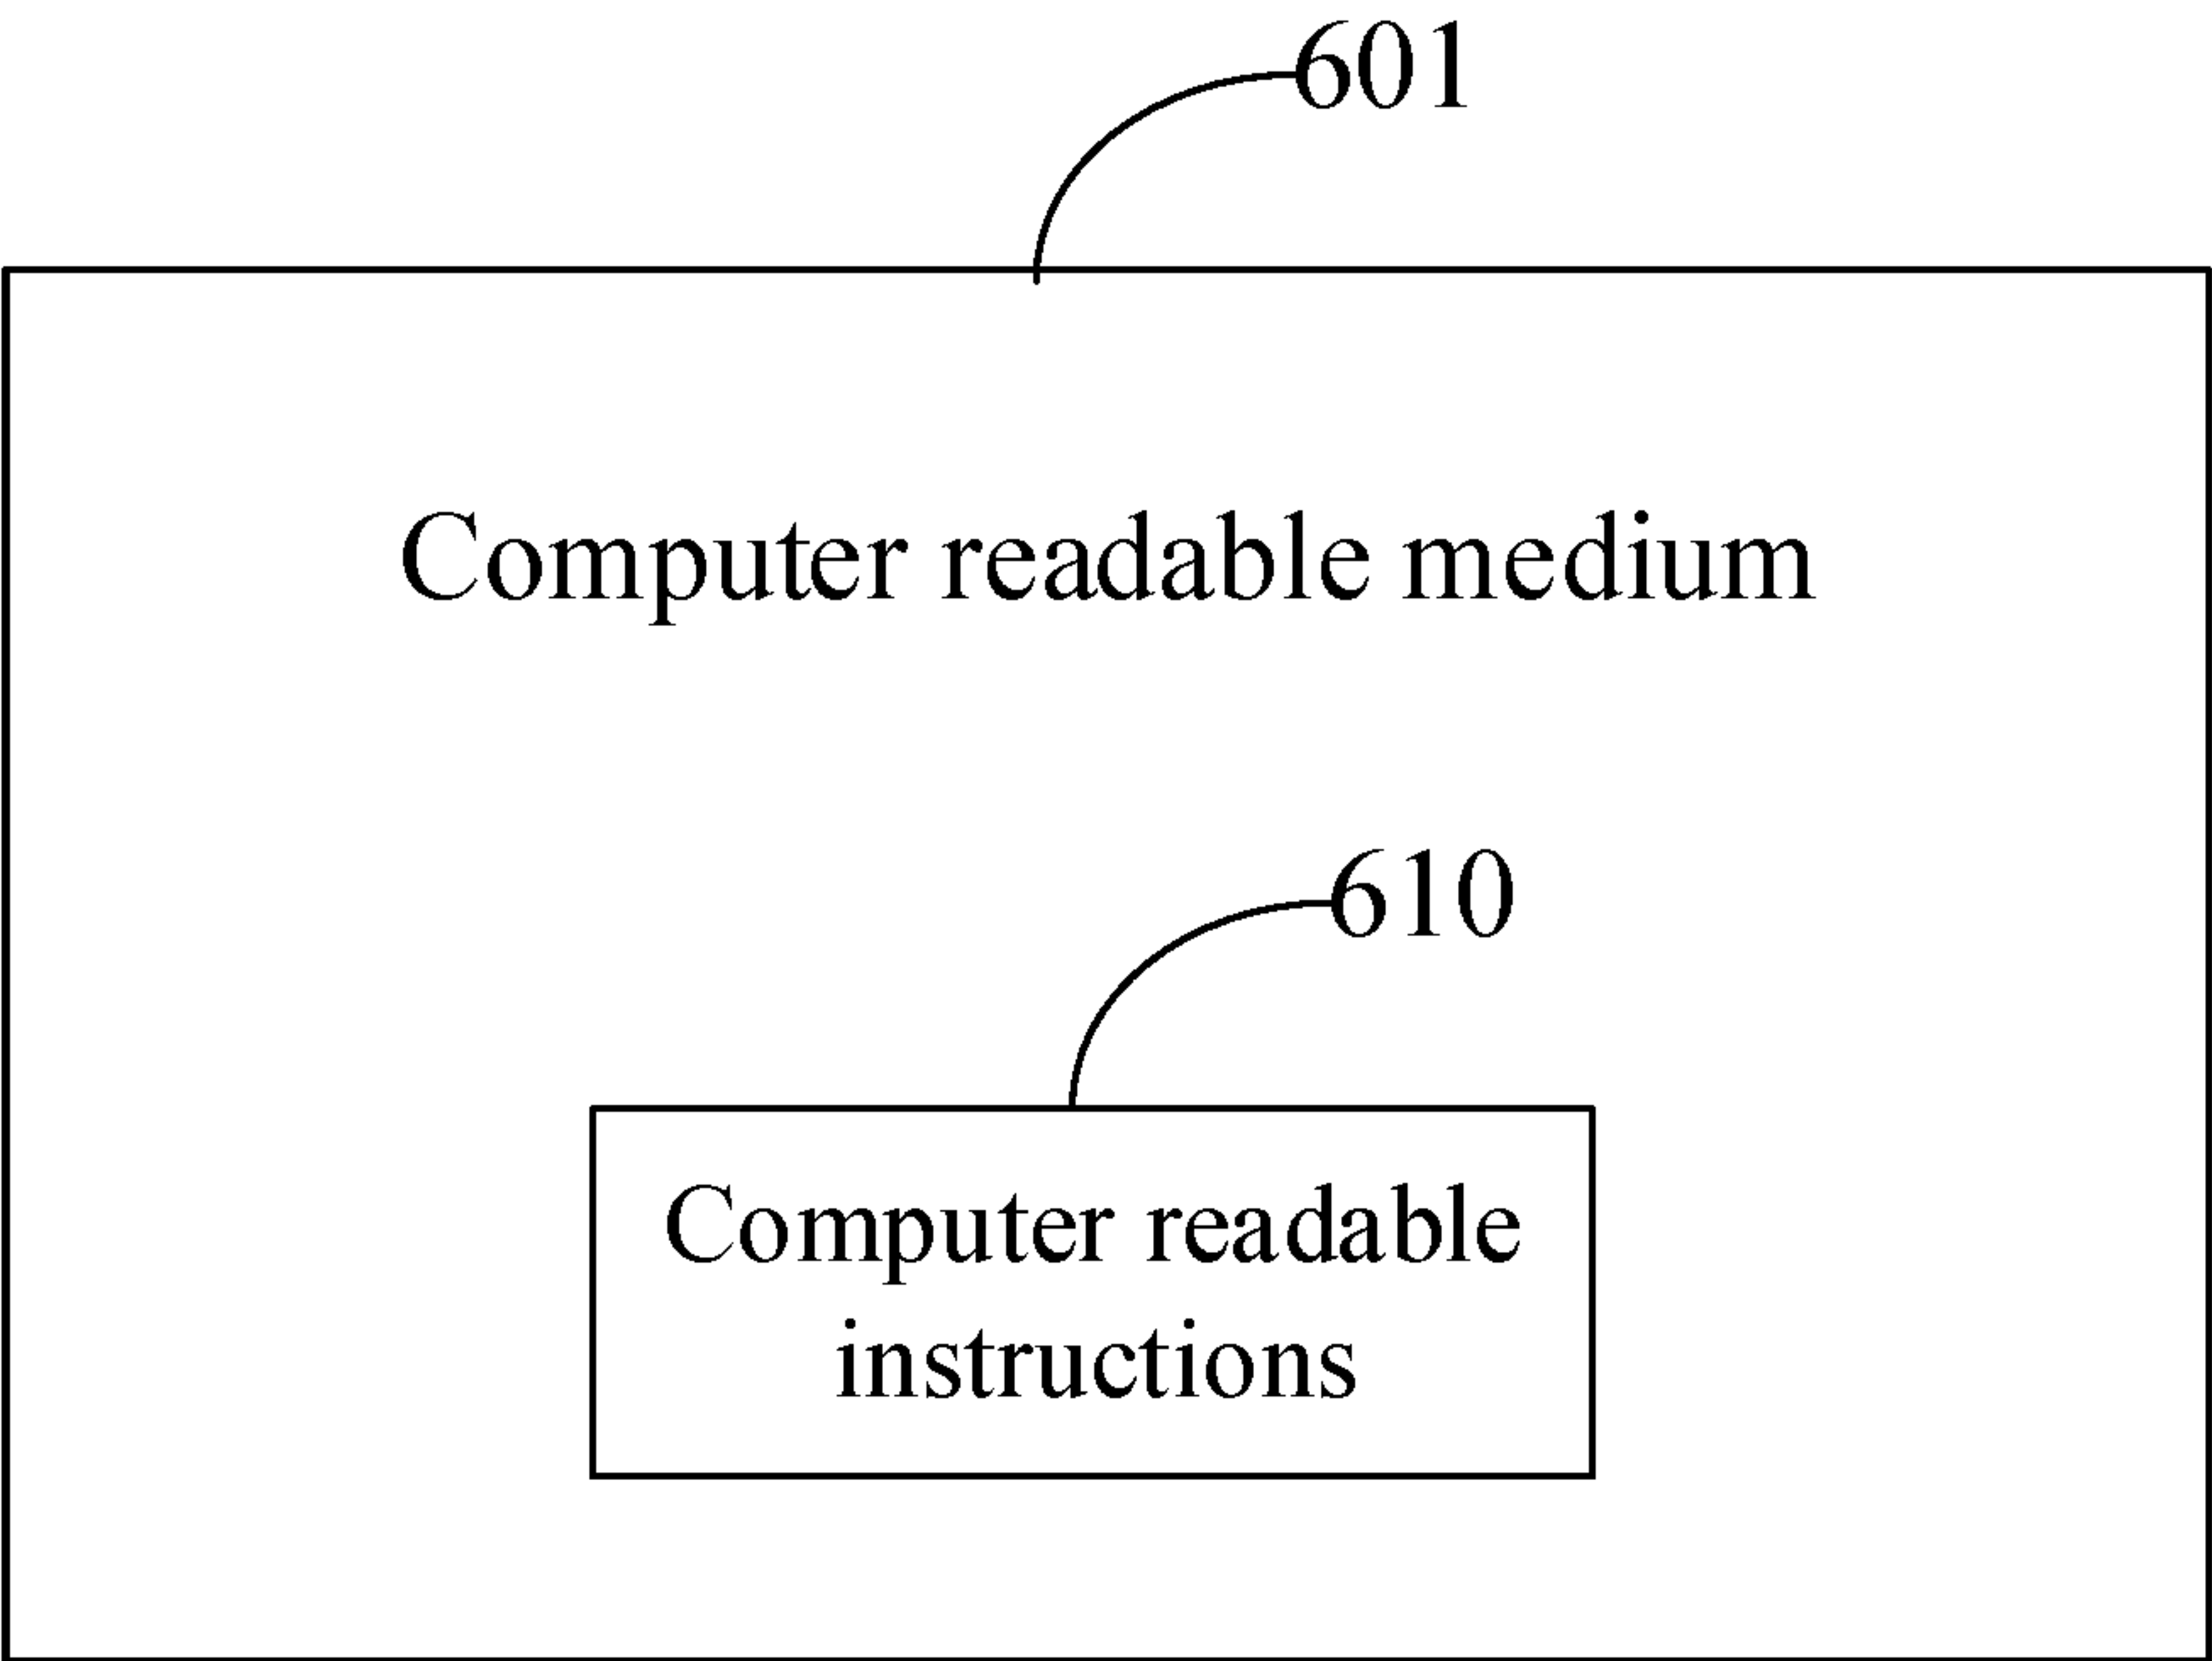 601
Computer readable medium
610
Computer readable
instructions